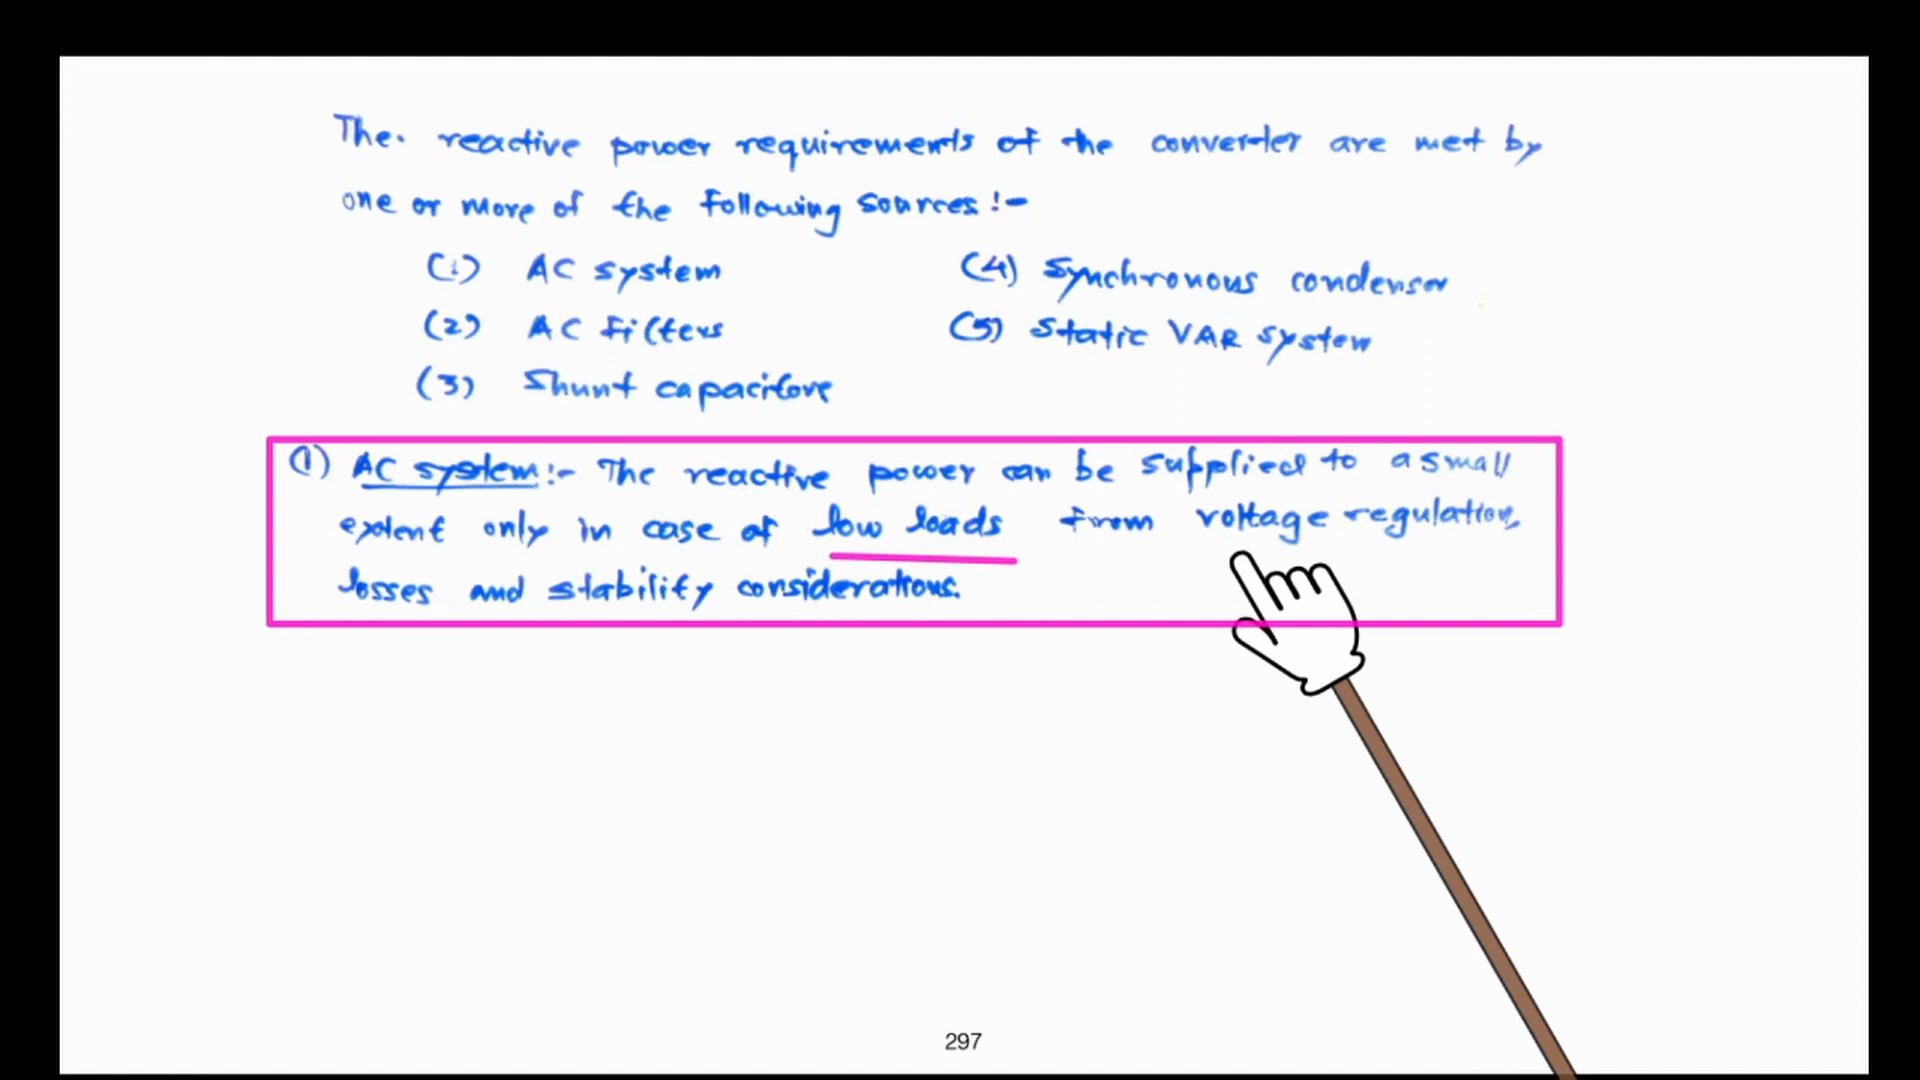 The. reactive power requirements of the converter are met by
one or more of the following sources :-
(1) AC system (4) Synchronous condenser
(2) AC filters (5) Static VAR system
(3) Shunt capacitors
(1) AC system :- The reactive power can be supplied to a small
extent only in case of low loads from voltage regulation,
losses and stability considerations.
297